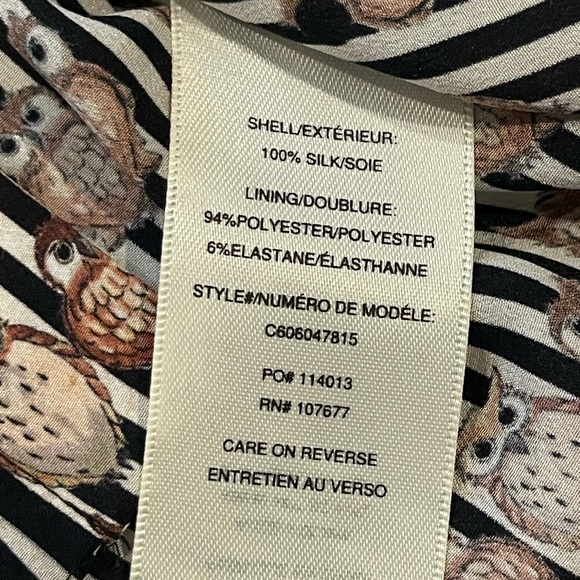 SHELL/EXTÉRIEUR:
100% SILK/SOIE
LINING/DOUBLURE:
94%POLYESTER/POLYESTER
6%ELASTANE/ÉLASTHANNE
STYLE#/NUMÉRO DE MODÉLE:
C606047815
PO# 114013
RN# 107677
CARE ON REVERSE
ENTRETIEN AU VERSO